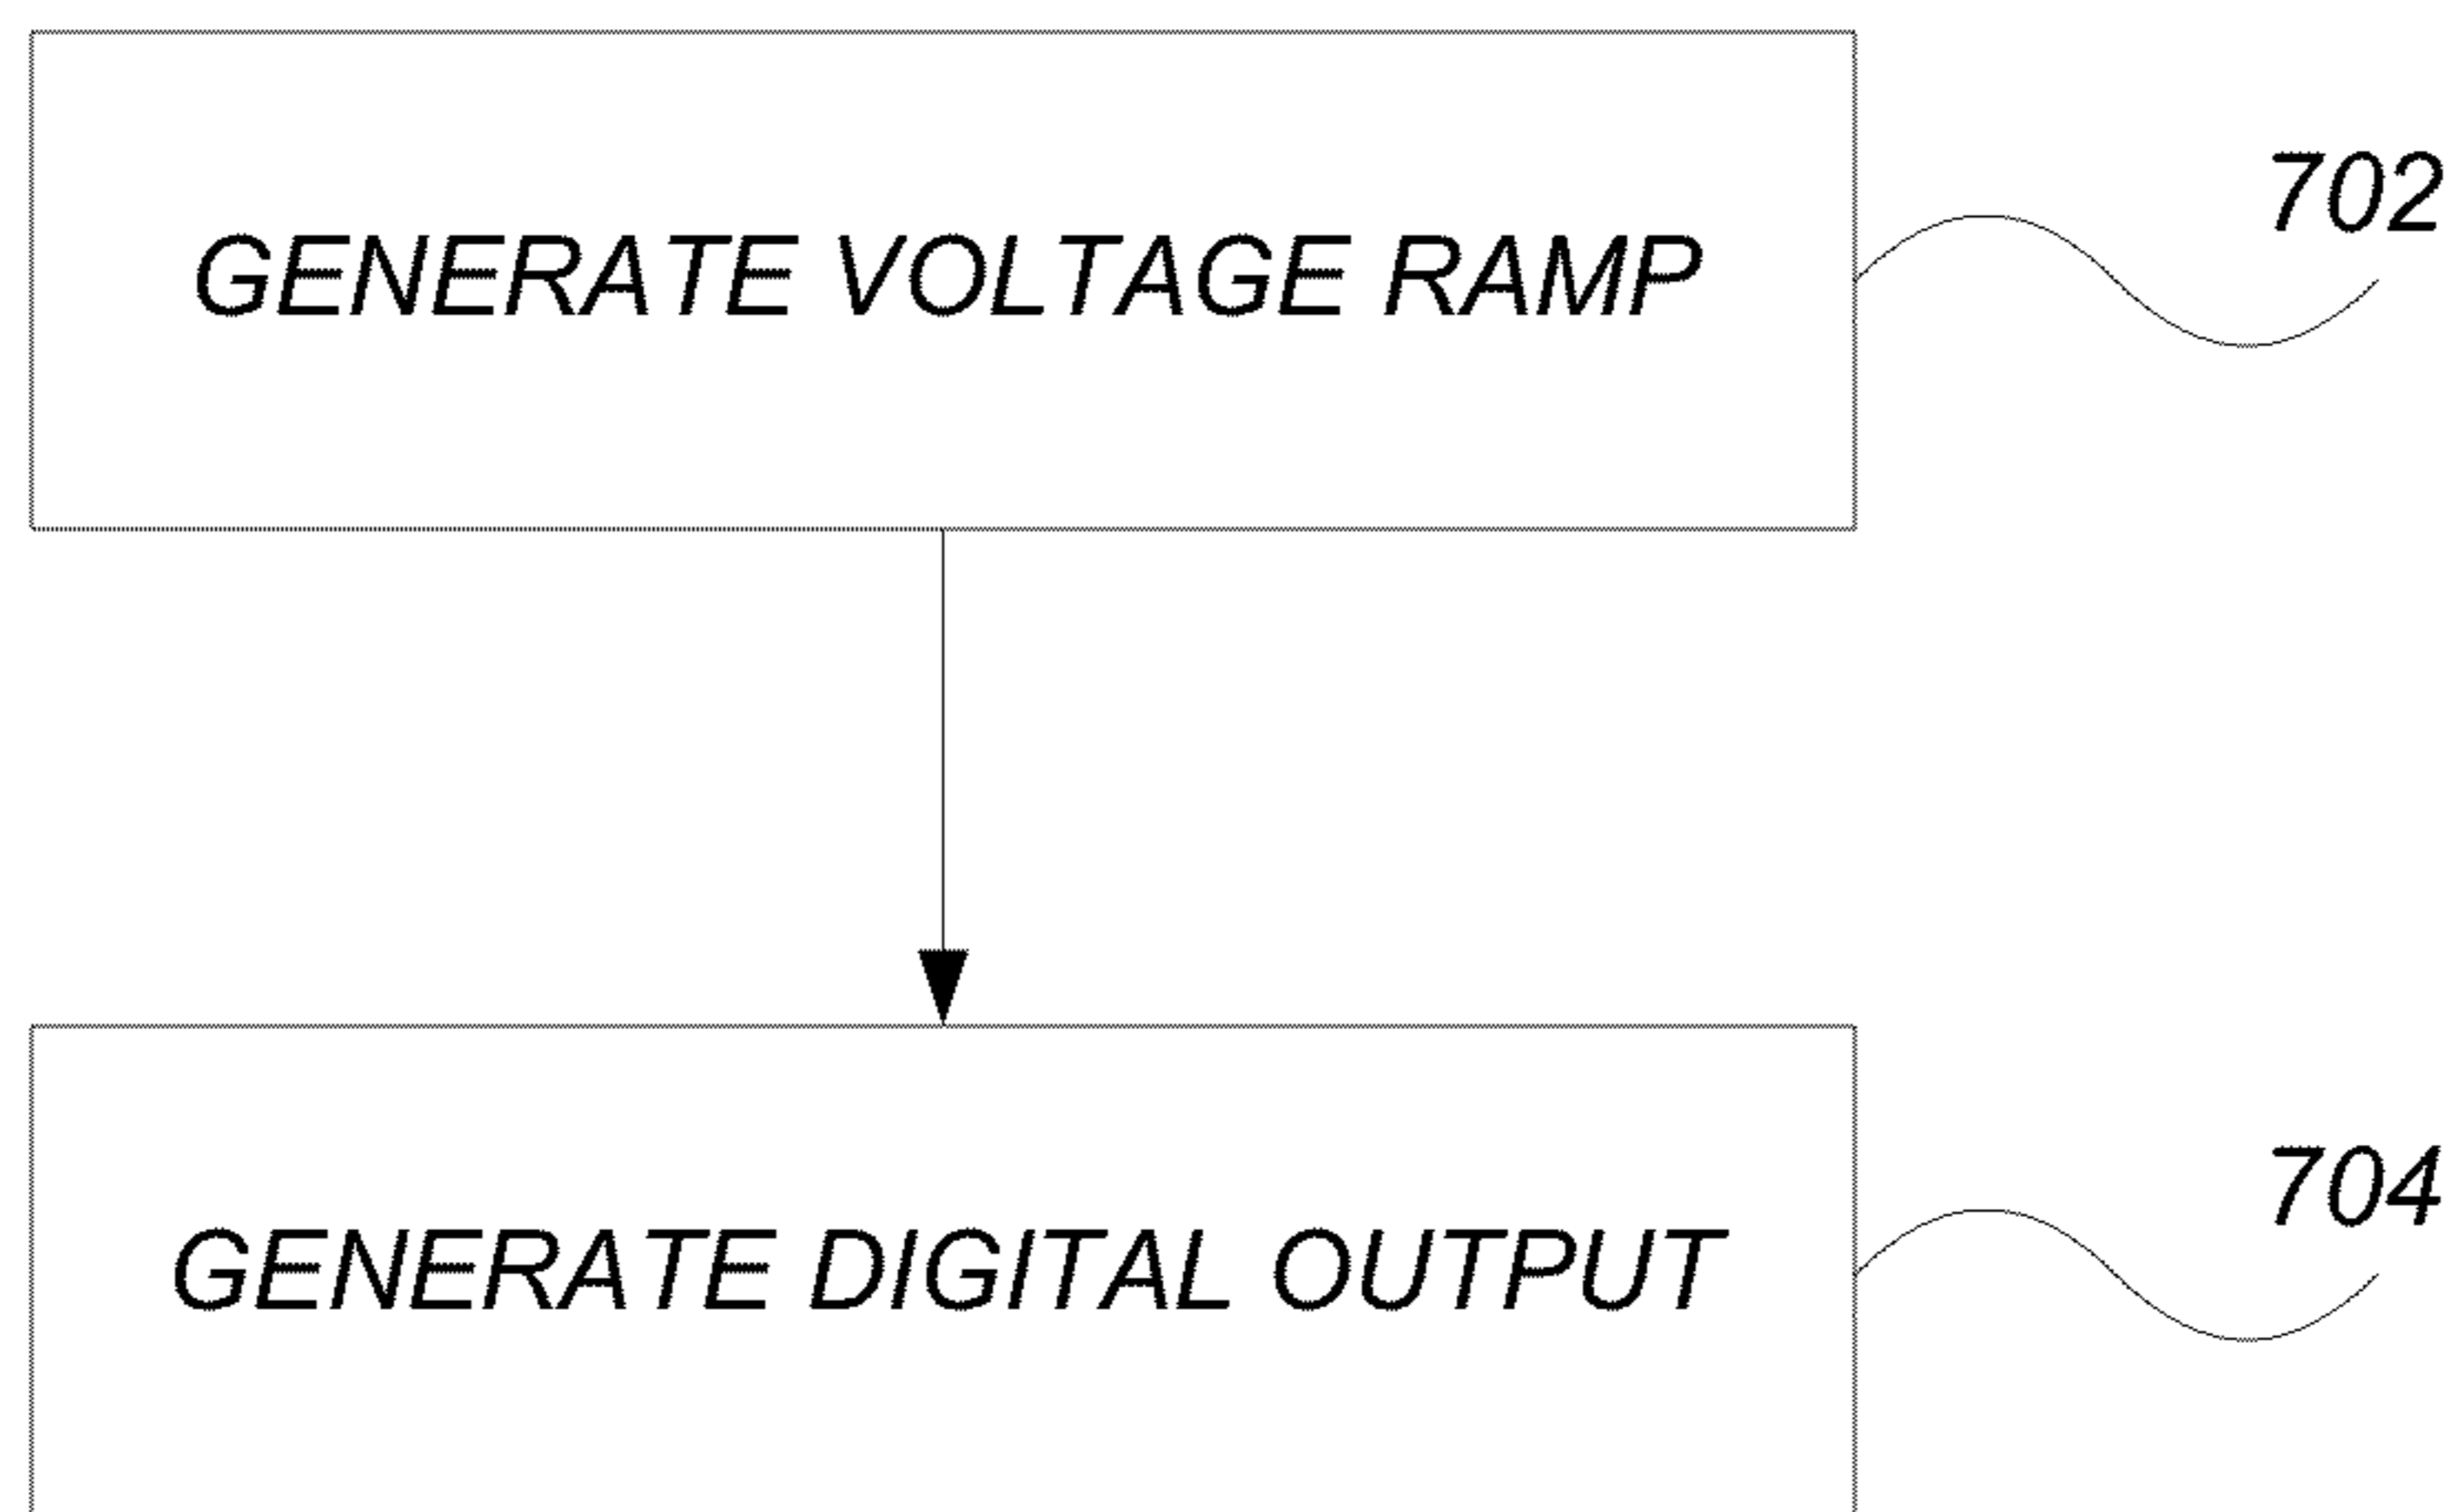 702
GENERATE VOLTAGE RAMP
704
GENERATE DIGITAL OUTPUT